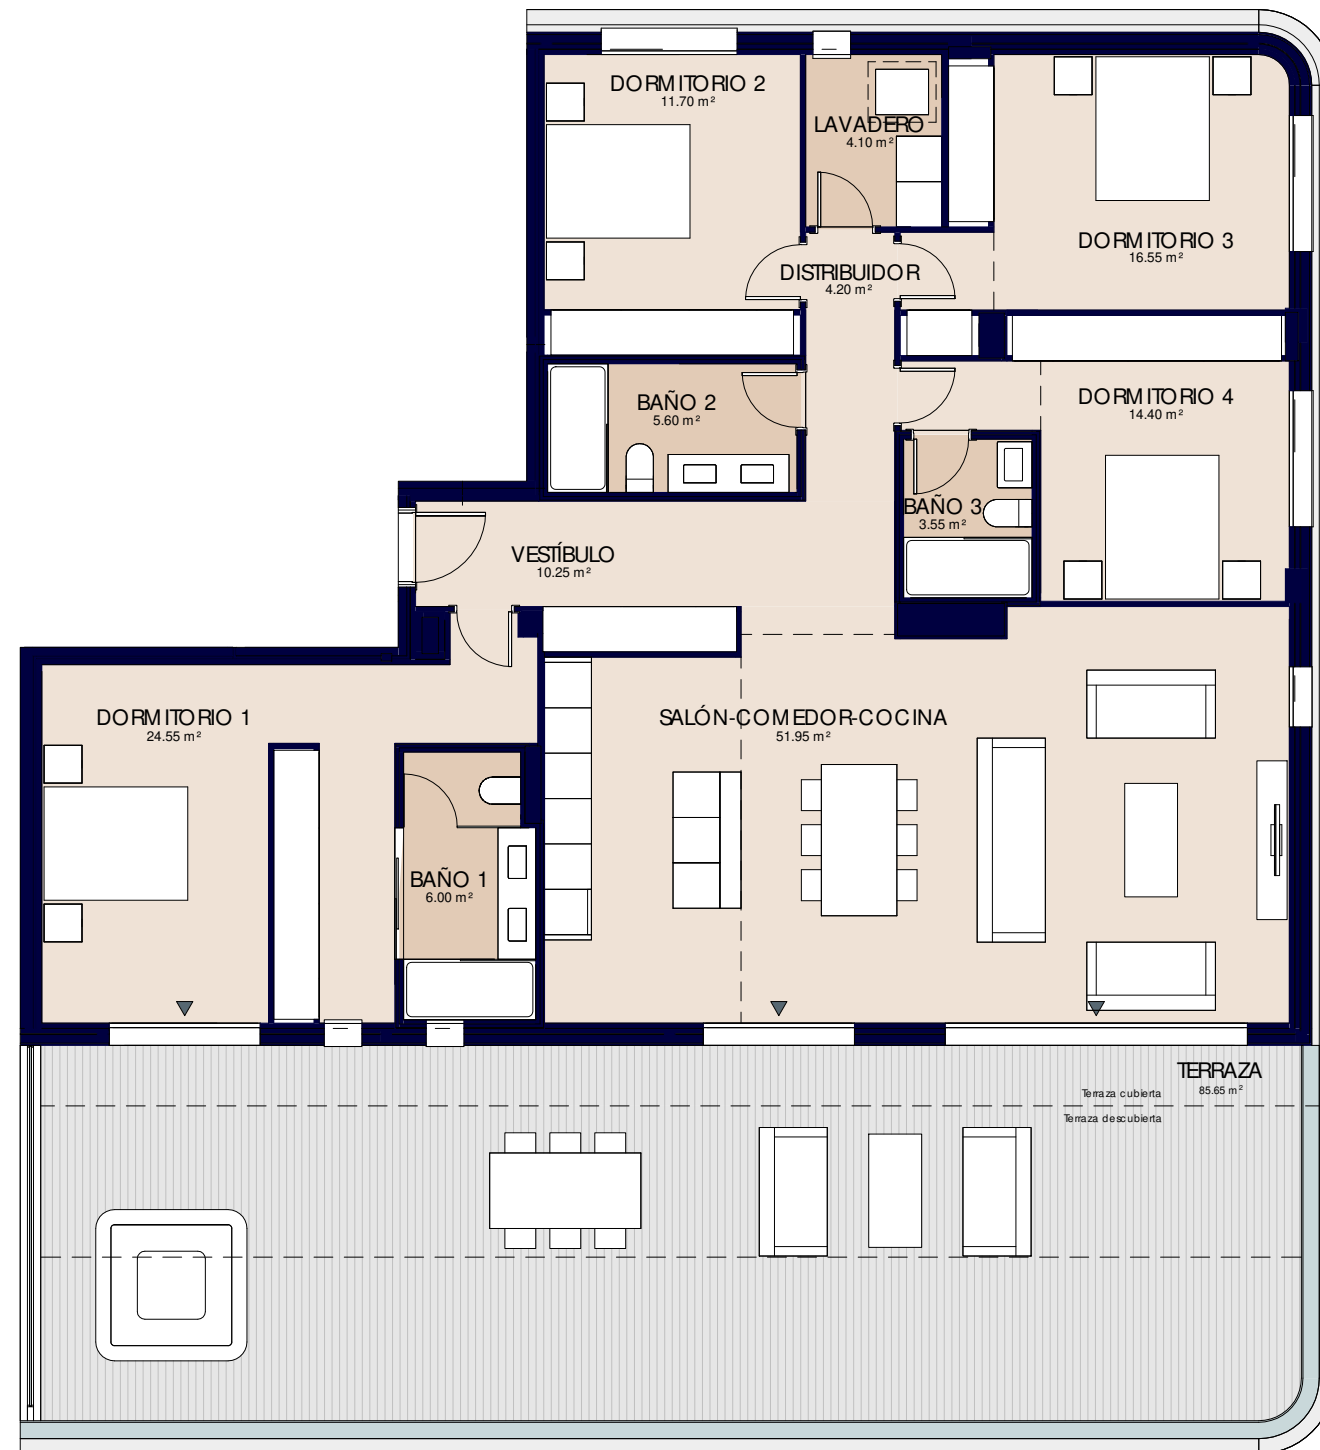 DORMITORIO 2
11.70 m²
LAVADERO
4.10 m²
DORMITORIO 3
16.55 m²
DISTRIBUIDOR
4.20 m²
BAÑO 2
5.60 m²
DORMITORIO 4
14.40 m²
BAÑO 3
3.55 m²
VESTÍBULO
10.25 m²
DORMITORIO 1
24.55 m²
SALÓN-COMEDOR-COCINA
51.95 m²
BAÑO 1
6.00 m²
TERRAZA
85.65 m²
Terraza cubierta
Terraza descubierta